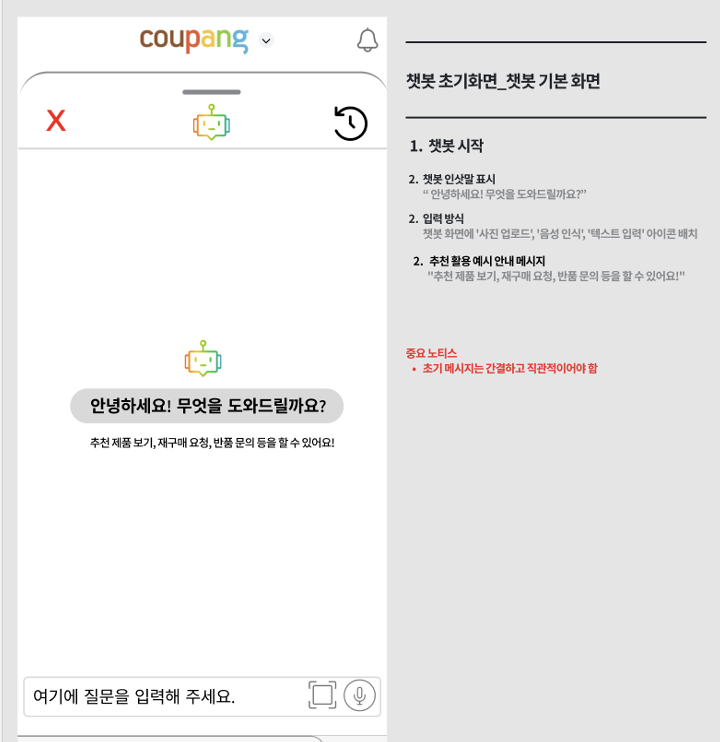 coupang
X
안녕하세요! 무엇을 도와드릴까요?
추천 제품 보기, 재구매 요청, 반품 문의 등을 할 수 있어요!
여기에 질문을 입력해 주세요.
챗봇 초기화면_챗봇 기본 화면
1. 챗봇 시작
2. 챗봇 인삿말 표시
“ 안녕하세요! 무엇을 도와드릴까요?”
2. 입력 방식
챗봇 화면에 '사진 업로드', '음성 인식', '텍스트 입력' 아이콘 배치
2. 추천 활용 예시 안내 메시지
"추천 제품 보기, 재구매 요청, 반품 문의 등을 할 수 있어요!"
중요 노티스
• 초기 메시지는 간결하고 직관적이어야 함